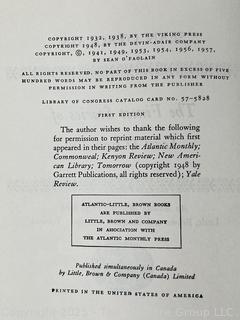 COPYRIGHT 1932, 1938, BY THE VIKING PRESS
COPYRIGHT 1948, BY THE DEVIN-ADAIR COMPANY
COPYRIGHT, ©, 1941, 1949, 1953, 1954, 1956, 1957,
BY SEAN O'FAOLAIN
ALL RIGHTS RESERVED. NO PART OF THIS BOOK IN EXCESS OF FIVE
HUNDRED WORDS MAY BE REPRODUCED IN ANY FORM WITHOUT
PERMISSION IN WRITING FROM THE PUBLISHER
LIBRARY OF CONGRESS CATALOG CARD NO. 57-5828
FIRST EDITION
The author wishes to thank the following
for permission to reprint material which first
appeared in their pages: the Atlantic Monthly;
Commonweal; Kenyon Review; New Amer-
ican Library; Tomorrow (copyright 1948 by
Garrett Publications, all rights reserved); Yale
Review.
ATLANTIC-LITTLE, BROWN BOOKS
ARE PUBLISHED BY
LITTLE, BROWN AND COMPANY
IN ASSOCIATION WITH
THE ATLANTIC MONTHLY PRESS
Published simultaneously in Canada
by Little, Brown & Company (Canada) Limited
PRINTED IN THE UNITED STATES OF AMERICA